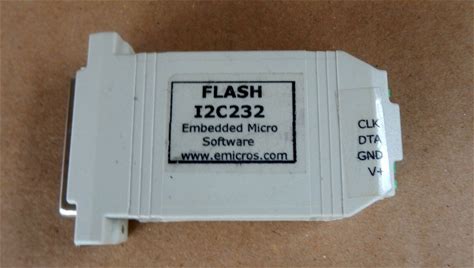 FLASH
I2C232
Embedded Micro
Software
www.emicros.com
CLK
DTA
GND
V+